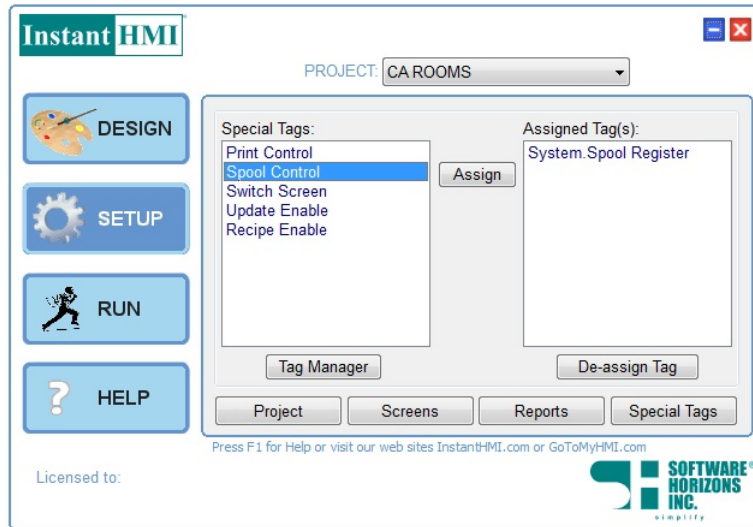 Instant HMI
PROJECT: CA ROOMS
DESIGN
SETUP
RUN
HELP
Special Tags:
Print Control
Spool Control
Switch Screen
Update Enable
Recipe Enable
Assign
Assigned Tag(s):
System.Spool Register
Tag Manager
De-assign Tag
Project
Screens
Reports
Special Tags
Press F1 for Help or visit our web sites InstantHMI.com or GoToMyHMI.com
Licensed to:
SOFTWARE®
HORIZONS
INC.
simplify